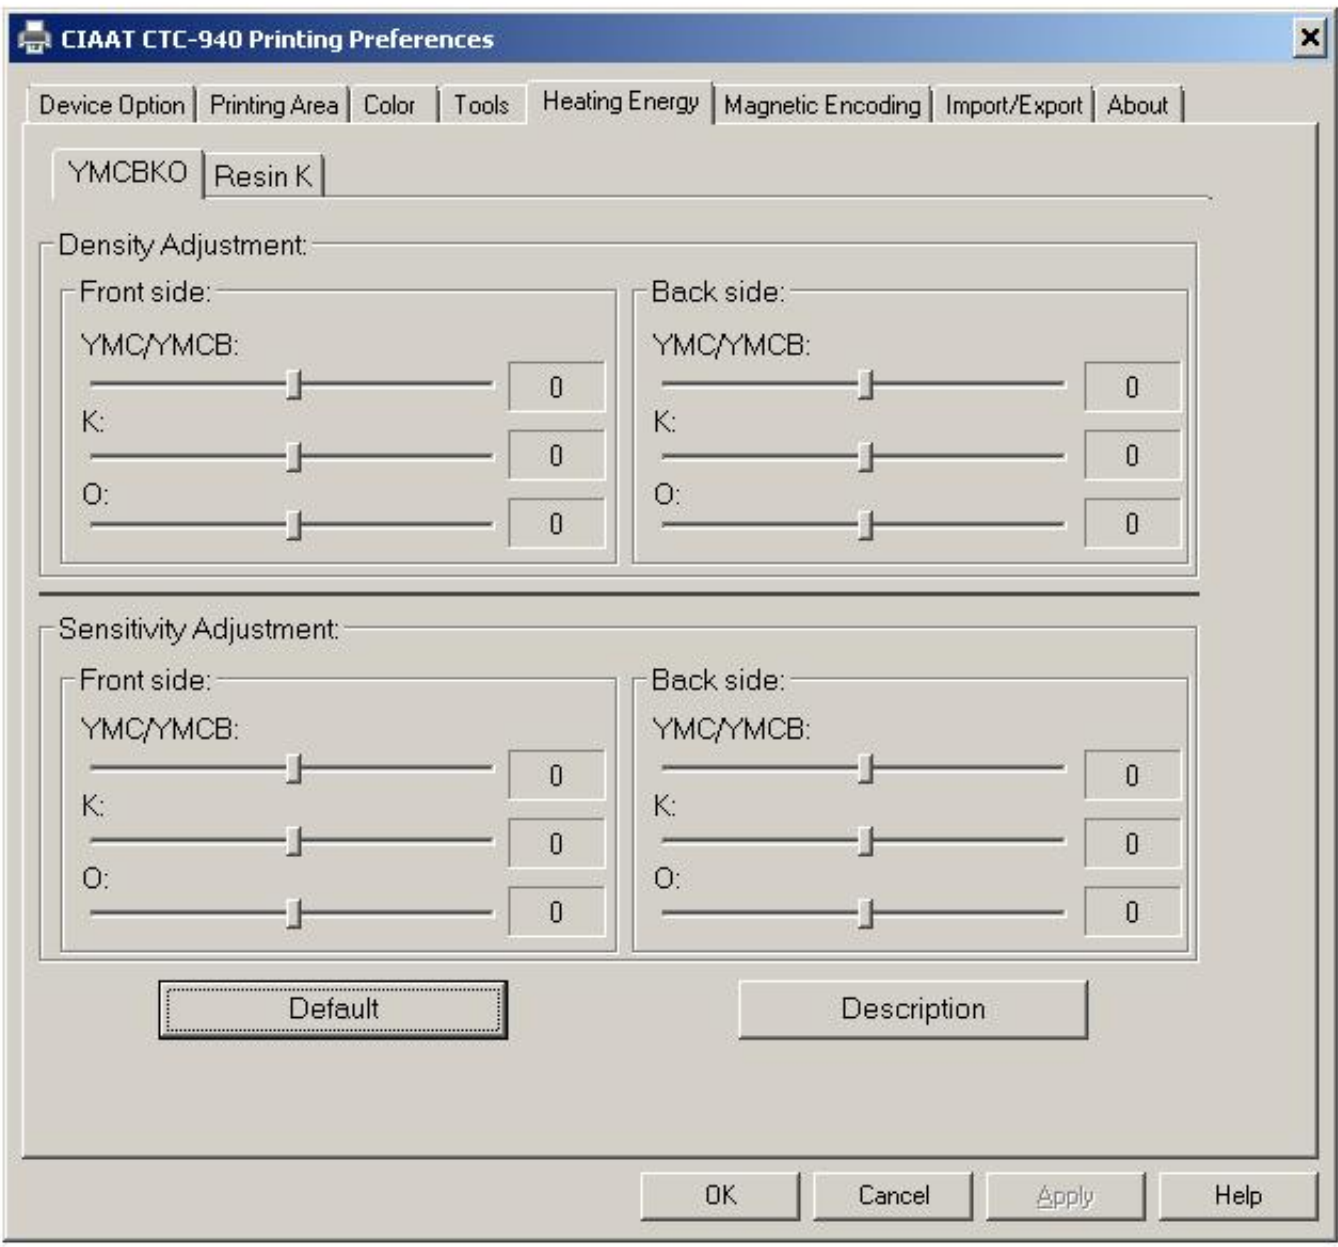 CIAAT CTC-940 Printing Preferences
Device Option Printing Area Color Tools Heating Energy Magnetic Encoding Import/Export About
YMCBKO Resin K
Density Adjustment:
Front side: Back side:
YMC/YMCB: YMC/YMCB:
0 0
K: K:
0 0
O: O:
0 0
Sensitivity Adjustment:
Front side: Back side:
YMC/YMCB: YMC/YMCB:
0 0
K: K:
0 0
O: O:
0 0
Default Description
OK Cancel Apply Help